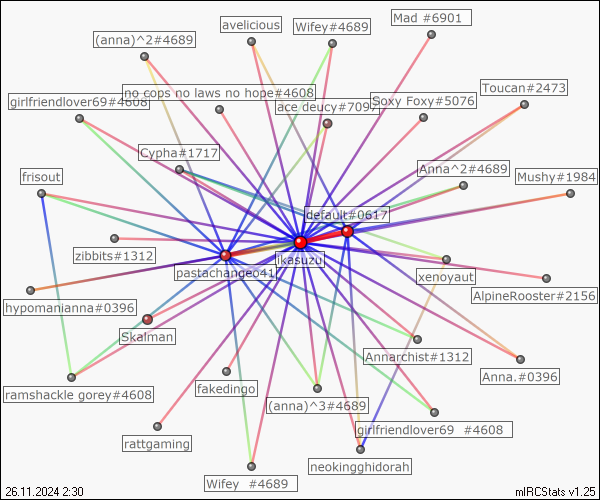 avelicious
Mad #6901
Wifey#4689
(anna)^2#4689
Toucan#2473
no cops no laws no hope#4608
girlfriendlover69#4608
Soxy Foxy#5076
ace deucy#7097
Cypha#1717
Anna^2#4689
frisout
Mushy#1984
default#0617
zibbits#1312
ikasuzu
pastachangeo41
xenoyaut
AlpineRooster#2156
hypomanianna#0396
Skalman
Annarchist#1312
Anna.#0396
fakedingo
ramshackle gorey#4608
(anna)^3#4689
girlfriendlover69 #4608
rattgaming
neokingghidorah
Wifey #4689
26.11.2024 2:30
mIRCStats v1.25